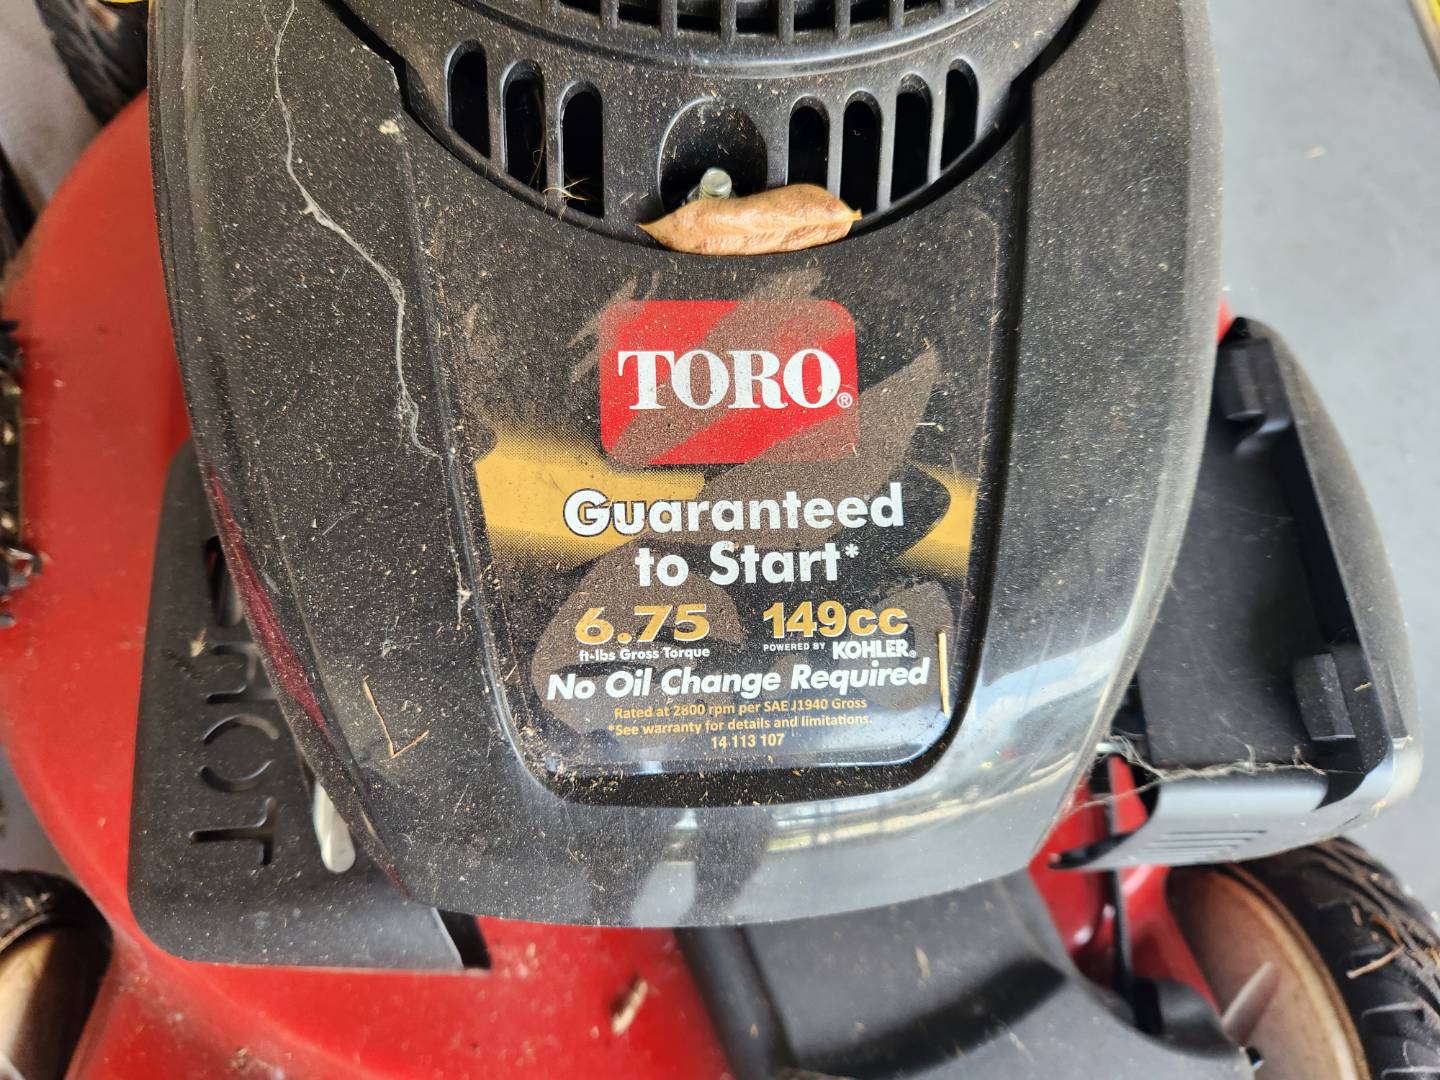 TORO®
Guaranteed
to Start*
6.75 149cc
ft-lbs Gross Torque POWERED BY KOHLER®
No Oil Change Required
Rated at 2800 rpm per SAE J1940 Gross
*See warranty for details and limitations.
14 113 107
HOT